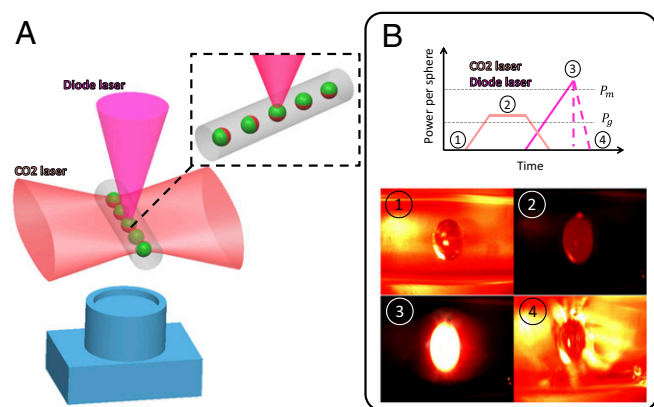 A
Diode laser
CO2 laser
B
CO2 laser
Diode laser
Power per sphere
Time
Pm
Pg
1
2
3
4
1
2
3
4